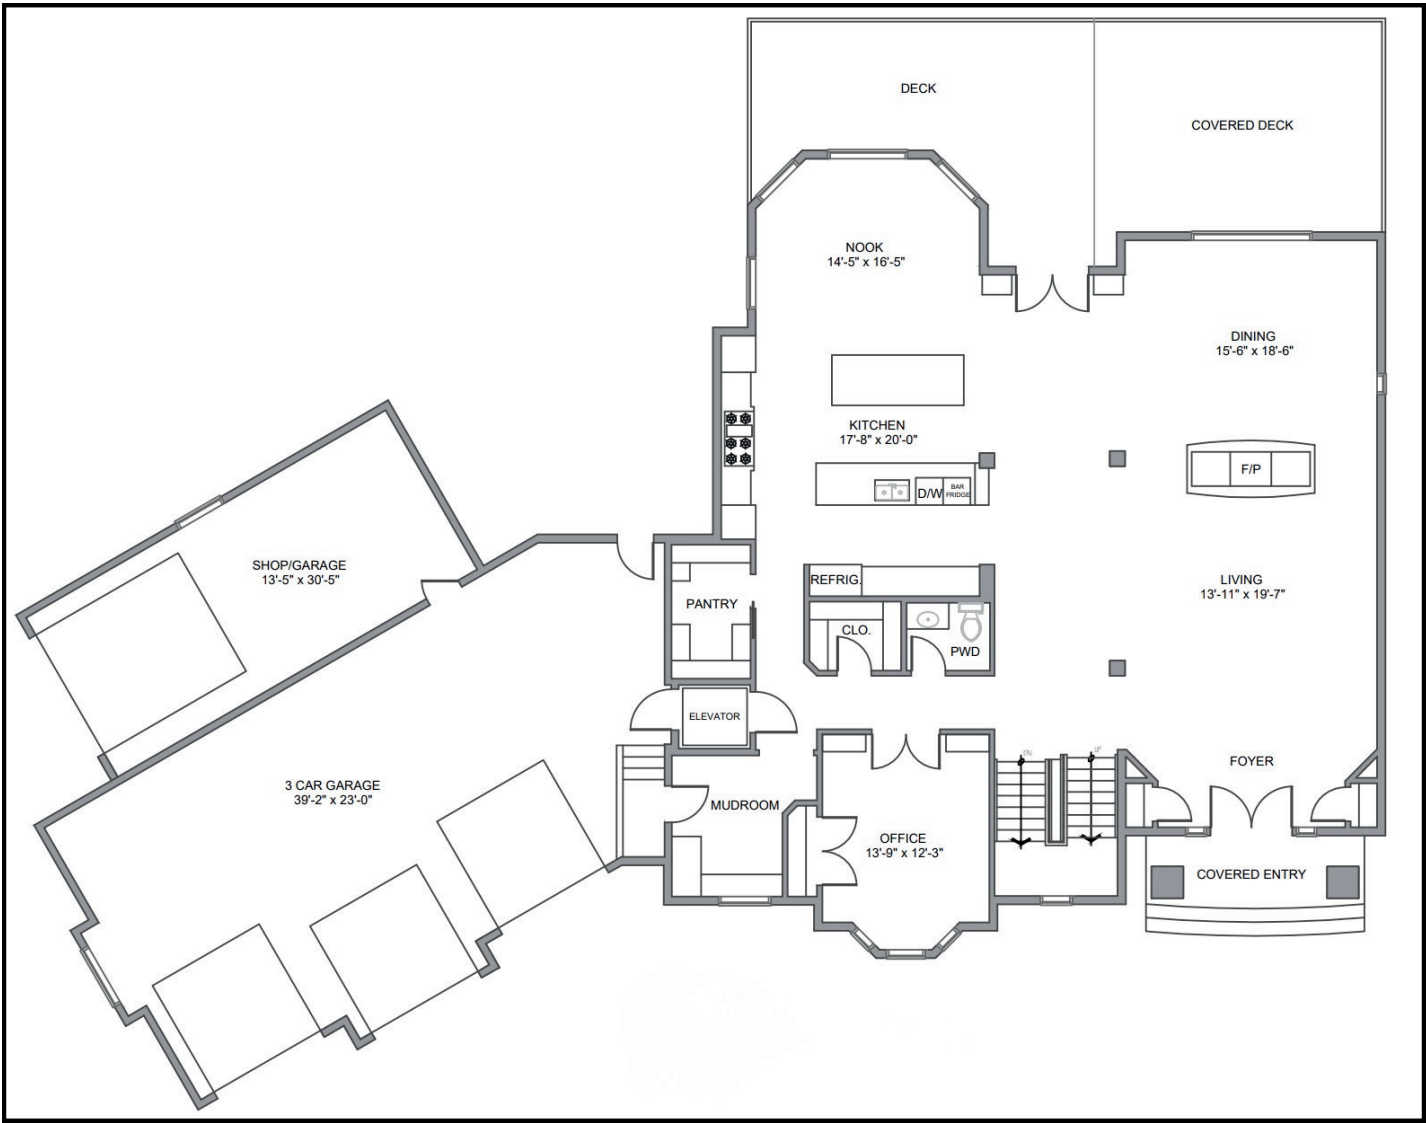 DECK
COVERED DECK
NOOK
14'-5" x 16'-5"
DINING
15'-6" x 18'-6"
KITCHEN
17'-8" x 20'-0"
F/P
D/W
BAR
FRIDGE
SHOP/GARAGE
13'-5" x 30'-5"
REFRIG.
LIVING
13'-11" x 19'-7"
PANTRY
CLO.
PWD
ELEVATOR
DN
UP
FOYER
3 CAR GARAGE
39'-2" x 23'-0"
MUDROOM
OFFICE
13'-9" x 12'-3"
COVERED ENTRY